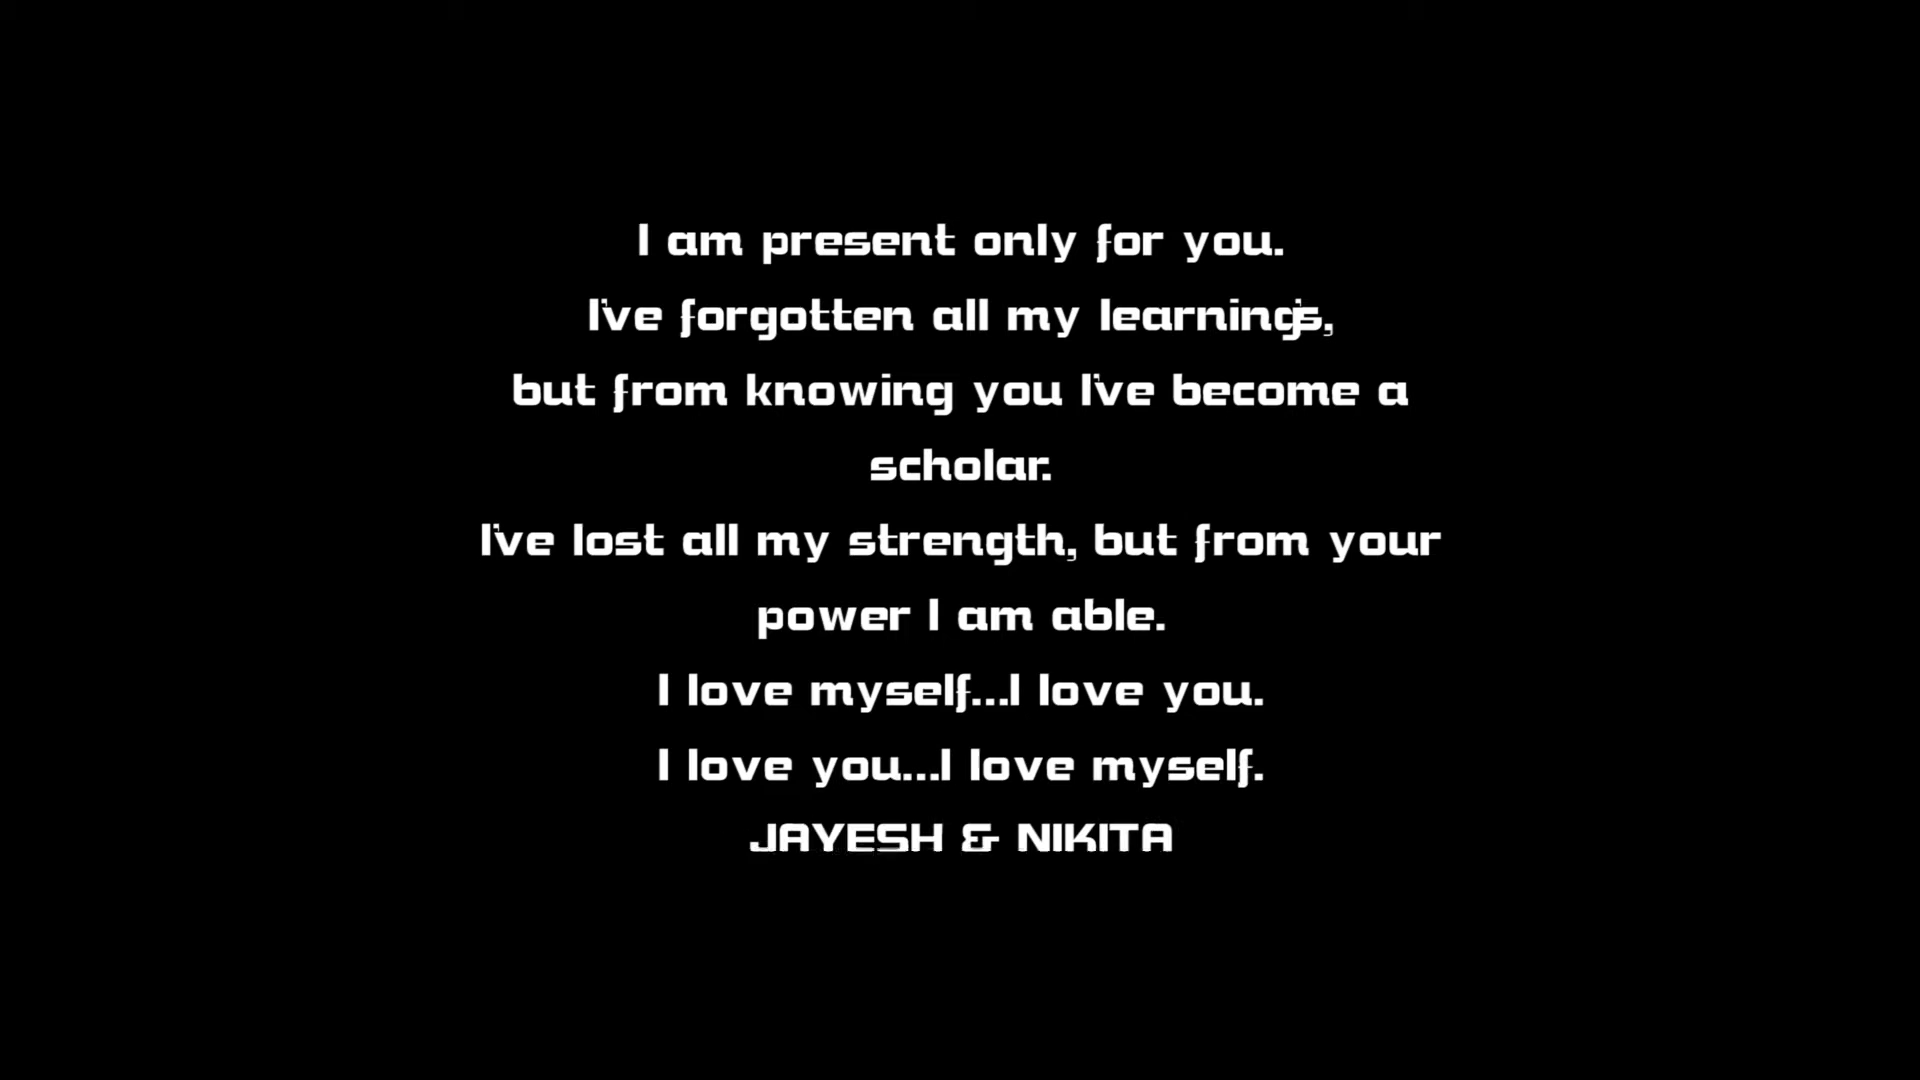 I am present only for you.
I've forgotten all my learning's,
but from knowing you I've become a
scholar.
I've lost all my strength, but from your
power I am able.
I love myself...I love you.
I love you...I love myself.
JAYESH & NIKITA